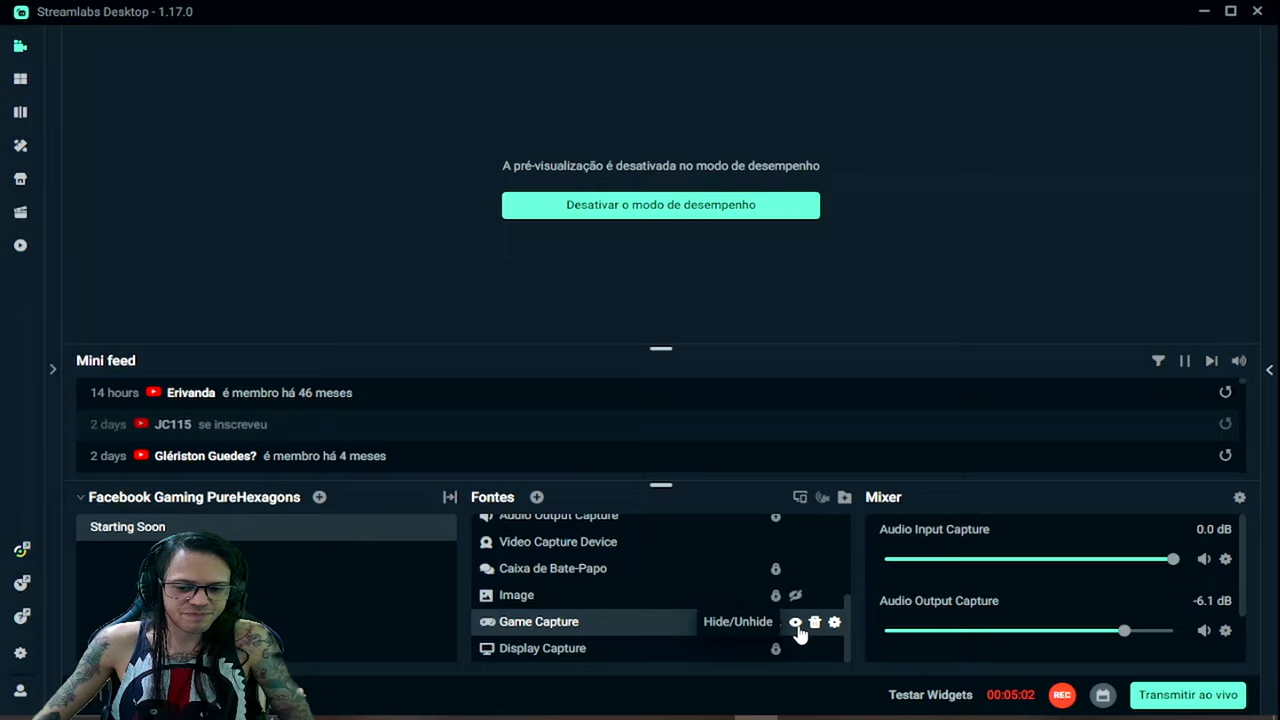 Streamlabs Desktop - 1.17.0
A pré-visualização é desativada no modo de desempenho
Desativar o modo de desempenho
Mini feed
14 hours Erivanda é membro há 46 meses
2 days JC115 se inscreveu
2 days Glériston Guedes? é membro há 4 meses
Facebook Gaming PureHexagons
Starting Soon
Fontes
Audio Output Capture
Video Capture Device
Caixa de Bate-Papo
Image
Game Capture
Hide/Unhide
Display Capture
Mixer
Audio Input Capture 0.0 dB
Audio Output Capture -6.1 dB
Testar Widgets 00:05:02 REC Transmitir ao vivo